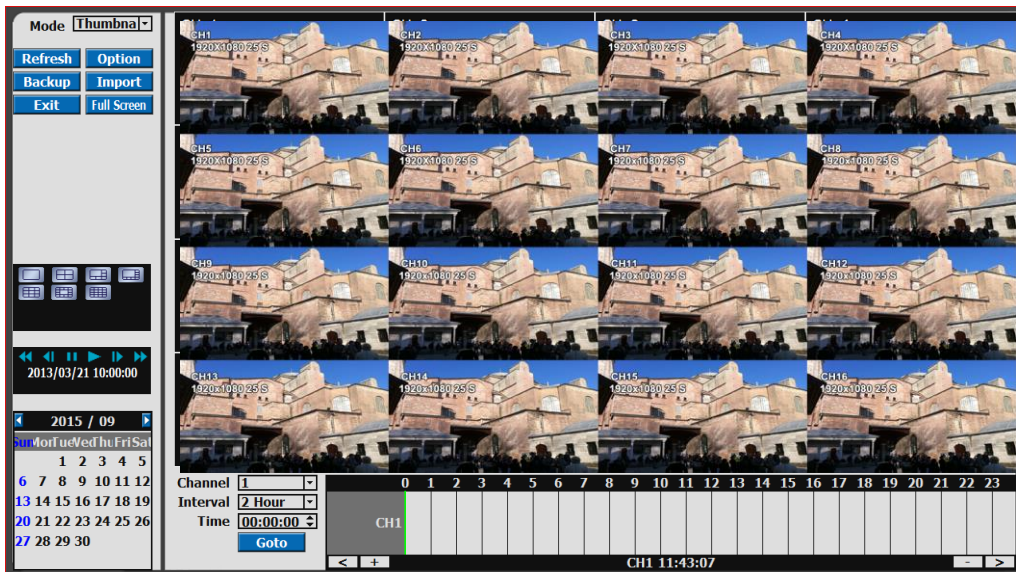 Mode Thumbnai
Refresh Option
Backup Import
Exit Full Screen
2013/03/21 10:00:00
2015 / 09
Sun Mon Tue Wed Thu Fri Sat
1 2 3 4 5
6 7 8 9 10 11 12
13 14 15 16 17 18 19
20 21 22 23 24 25 26
27 28 29 30
CH1
1920X1080 25 S
CH2
1920X1080 25 S
CH3
1920X1080 25 S
CH4
1920x1080 25 S
CH5
1920X1080 25 S
CH6
1920X1080 25 S
CH7
1920X1080 25 S
CH8
1920x1080 25 S
CH9
1920x1080 25 S
CH10
1920x1080 25 S
CH11
1920x1080 25 S
CH12
1920x1080 25 S
CH13
1920x1080 25 S
CH14
1920x1080 25 S
CH15
1920x1080 25 S
CH16
1920x1080 25 S
Channel 1
Interval 2 Hour
Time 00:00:00
Goto
0 1 2 3 4 5 6 7 8 9 10 11 12 13 14 15 16 17 18 19 20 21 22 23
CH1
< + CH1 11:43:07 - >